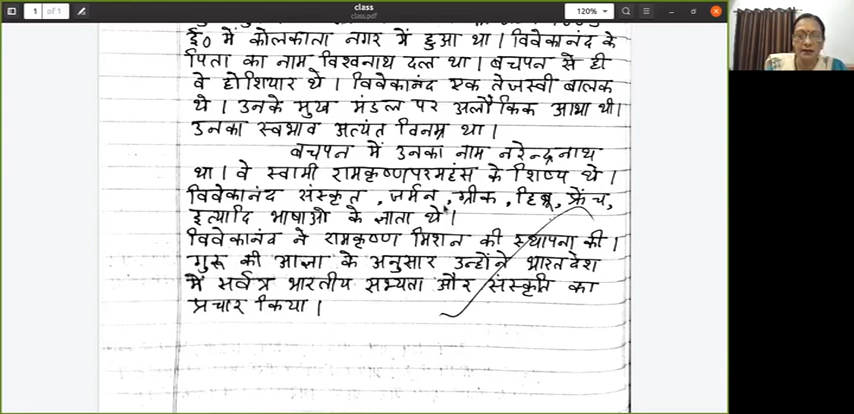 class
class.pdf
1 of 1
120%
ई० में कोलकाता नगर में हुआ था। विवेकानंद के
पिता का नाम विश्वनाथ दत्त था। बचपन से ही
वे होशियार थे। विवेकानंद एक तेजस्वी बालक
थे। उनके मुख मंडल पर अलौकिक आभा थी।
उनका स्वभाव अत्यंत विनम्र था।
बचपन में उनका नाम नरेन्द्रनाथ
था। वे स्वामी रामकृष्णपरमहंस के शिष्य थे।
विवेकानंद संस्कृत, जर्मन, ग्रीक, हिब्रू, फ्रेंच,
इत्यादि भाषाओ के ज्ञाता थे।
विवेकानंद ने रामकृष्ण मिशन की स्थापना की।
गुरू की आज्ञा के अनुसार उन्होंने भारतदेश
में सर्वत्र भारतीय सभ्यता और संस्कृति का
प्रचार किया।